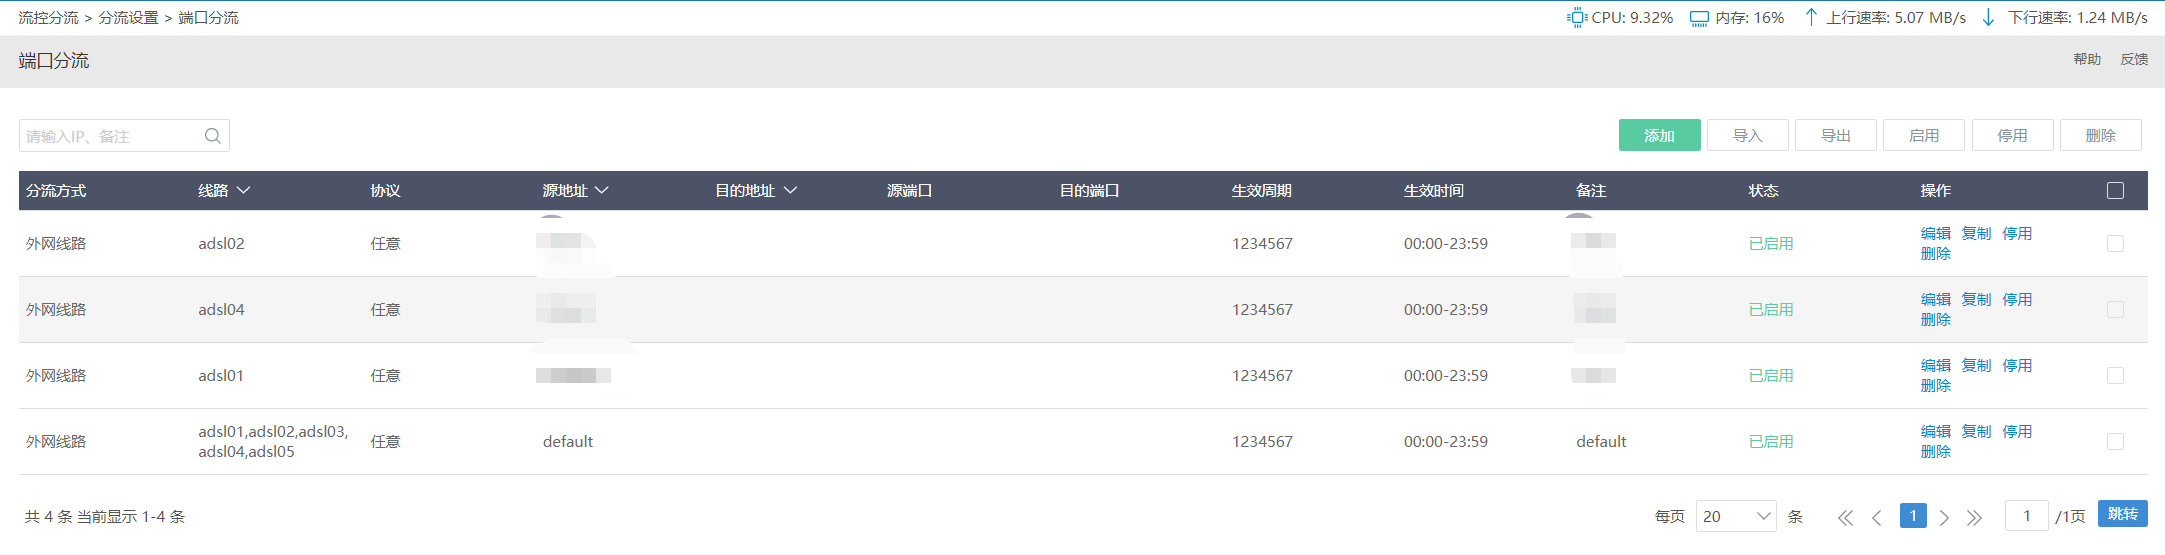 流控分流 > 分流设置 > 端口分流
CPU: 9.32% 内存: 16% 上行速率: 5.07 MB/s 下行速率: 1.24 MB/s
端口分流
帮助 反馈
请输入IP、备注
添加 导入 导出 启用 停用 删除
分流方式 线路 协议 源地址 目的地址 源端口 目的端口 生效周期 生效时间 备注 状态 操作
外网线路 adsl02 任意 1234567 00:00-23:59 已启用 编辑 复制 停用
删除
外网线路 adsl04 任意 1234567 00:00-23:59 已启用 编辑 复制 停用
删除
外网线路 adsl01 任意 1234567 00:00-23:59 已启用 编辑 复制 停用
删除
外网线路 adsl01,adsl02,adsl03, 任意 default 1234567 00:00-23:59 default 已启用 编辑 复制 停用
adsl04,adsl05 删除
共 4 条 当前显示 1-4 条
每页 20 条 1 1 /1页 跳转